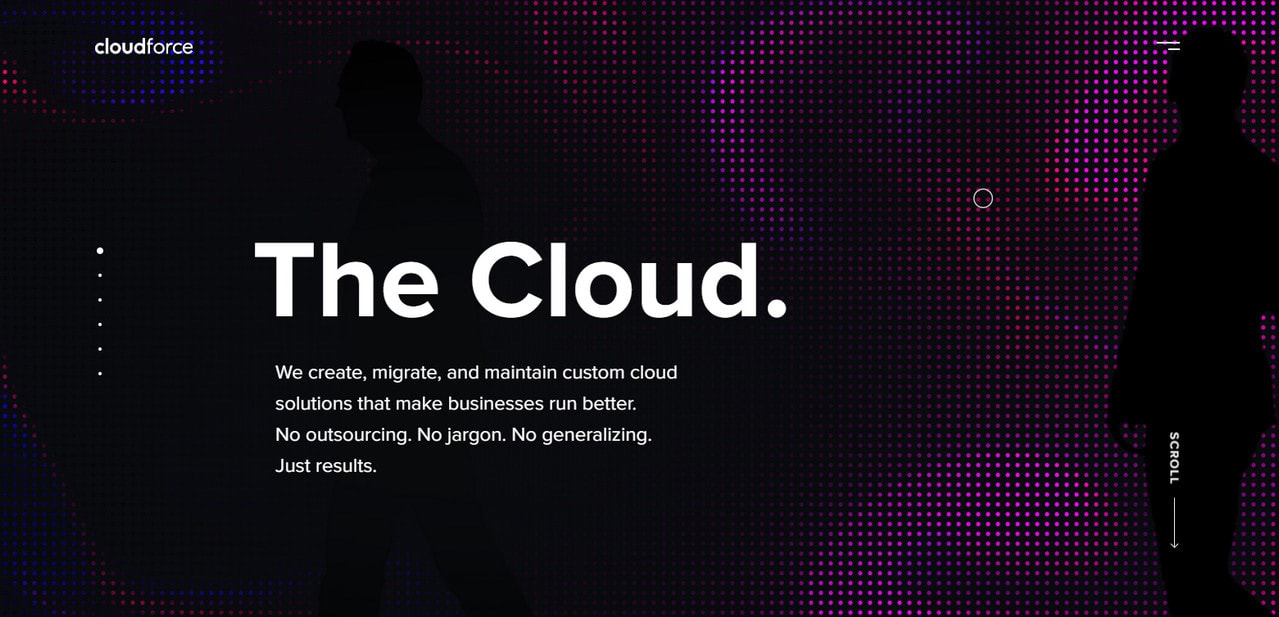 cloudforce
The Cloud.
We create, migrate, and maintain custom cloud
solutions that make businesses run better.
No outsourcing. No jargon. No generalizing.
Just results.
SCROLL